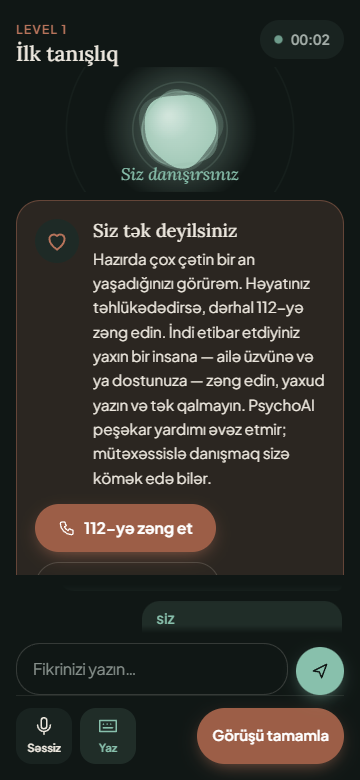 LEVEL 1
İlk tanışlıq
00:02
Siz danışırsınız
Siz tək deyilsiniz
Hazırda çox çətin bir an
yaşadığınızı görürəm. Həyatınız
təhlükədədirsə, dərhal 112-yə
zəng edin. İndi etibar etdiyiniz
yaxın bir insana — ailə üzvünə və
ya dostunuza — zəng edin, yaxud
yazın və tək qalmayın. PsychoAI
peşəkar yardımı əvəz etmir;
mütəxəssislə danışmaq sizə
kömək edə bilər.
112-yə zəng et
siz
Fikrinizi yazın...
Səssiz
Yaz
Görüşü tamamla